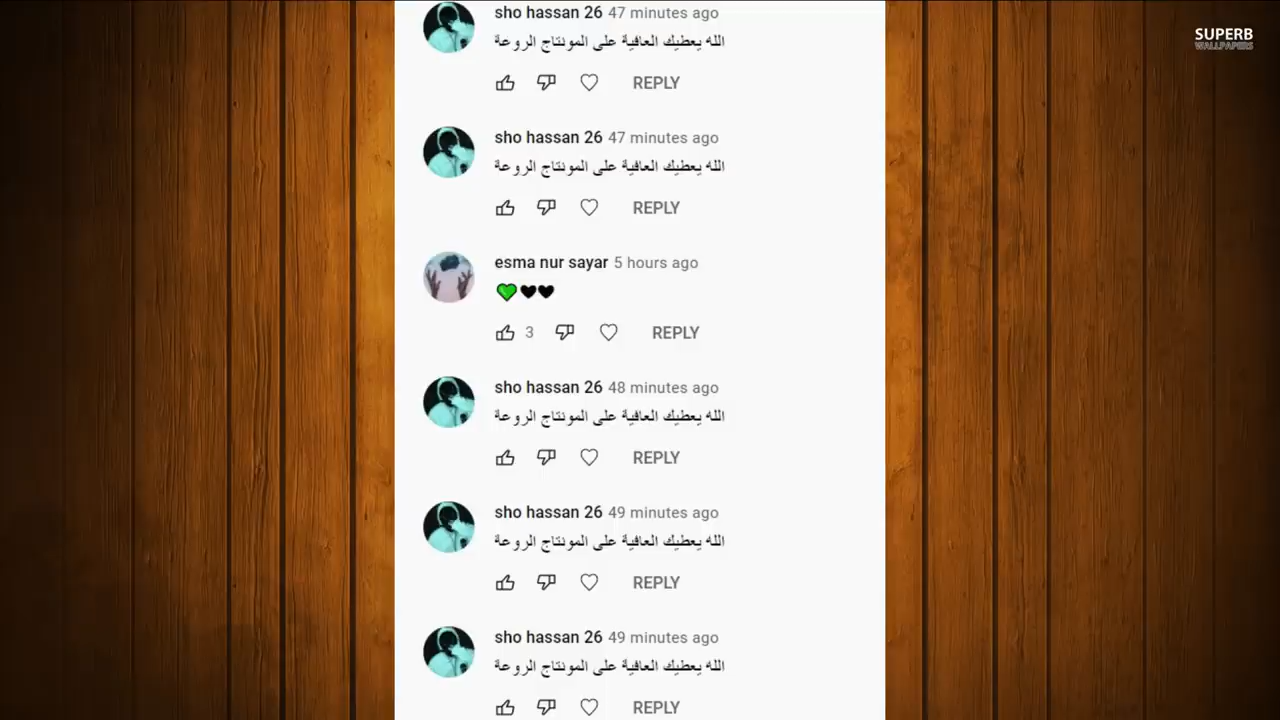 sho hassan 26 47 minutes ago
الله يعطيك العافية على المونتاج الروعة
REPLY
SUPERB
WALLPAPERS
sho hassan 26 47 minutes ago
الله يعطيك العافية على المونتاج الروعة
REPLY
esma nur sayar 5 hours ago
💚🖤🖤
3 REPLY
sho hassan 26 48 minutes ago
الله يعطيك العافية على المونتاج الروعة
REPLY
sho hassan 26 49 minutes ago
الله يعطيك العافية على المونتاج الروعة
REPLY
sho hassan 26 49 minutes ago
الله يعطيك العافية على المونتاج الروعة
REPLY